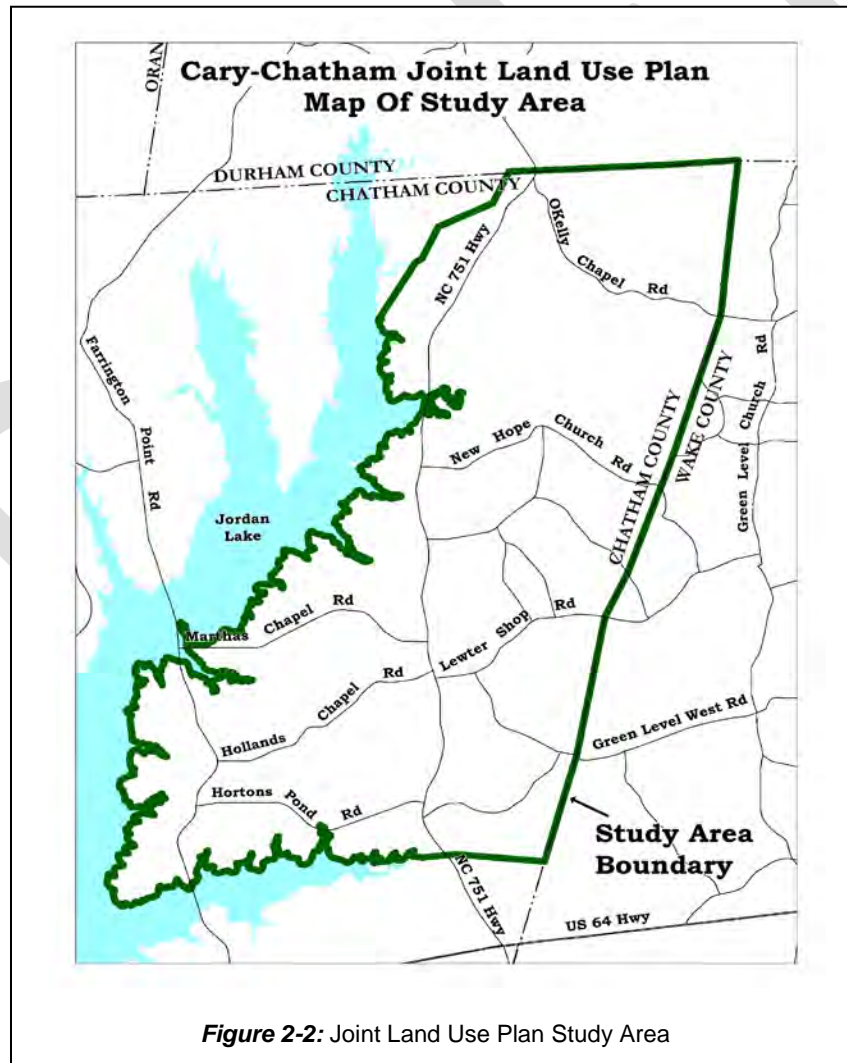 Cary-Chatham Joint Land Use Plan
Map Of Study Area
ORAN
DURHAM COUNTY
CHATHAM COUNTY
NC 751 Hwy
OKelly
Chapel
Rd
Farrington
Point
Rd
Green Level Church Rd
CHATHAM COUNTY
WAKE COUNTY
New Hope
Church
Rd
Jordan
Lake
Marthas
Chapel
Rd
Lewter
Shop
Rd
Hollands
Chapel
Rd
Green Level West Rd
Hortons
Pond
Rd
Study Area
Boundary
NC 751 Hwy
US 64 Hwy
Figure 2-2: Joint Land Use Plan Study Area